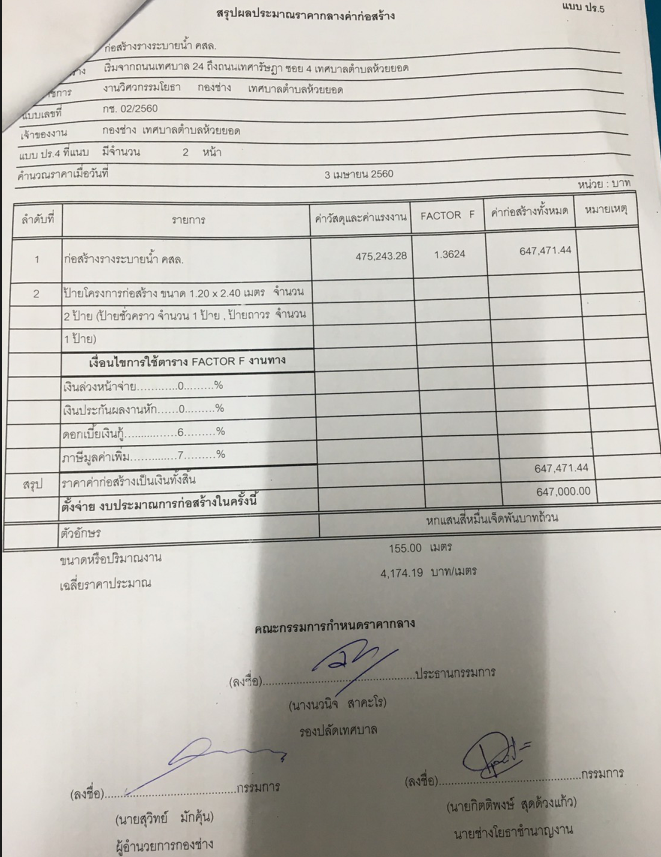 แบบ ปร.5
สรุปผลประมาณราคากลางค่าก่อสร้าง
ก่อสร้างรางระบายน้ำ คสล.
เริ่มจากถนนเทศบาล 24 ถึงถนนเทศารัษฎา ซอย 4 เทศบาลตำบลห้วยยอด
งานวิศวกรรมโยธา กองช่าง เทศบาลตำบลห้วยยอด
แบบเลขที่ กช. 02/2560
เจ้าของงาน กองช่าง เทศบาลตำบลห้วยยอด
แบบ ปร.4 ที่แนบ มีจำนวน 2 หน้า
คำนวณราคาเมื่อวันที่ 3 เมษายน 2560
หน่วย : บาท
ลำดับที่ รายการ ค่าวัสดุและค่าแรงงาน FACTOR F ค่าก่อสร้างทั้งหมด หมายเหตุ
1 ก่อสร้างรางระบายน้ำ คสล. 475,243.28 1.3624 647,471.44
2 ป้ายโครงการก่อสร้าง ขนาด 1.20 x 2.40 เมตร จำนวน
2 ป้าย (ป้ายชั่วคราว จำนวน 1 ป้าย , ป้ายถาวร จำนวน
1 ป้าย)
เงื่อนไขการใช้ตาราง FACTOR F งานทาง
เงินล่วงหน้าจ่าย............0.........%
เงินประกันผลงานหัก......0.........%
ดอกเบี้ยเงินกู้................6.........%
ภาษีมูลค่าเพิ่ม..............7.........%
สรุป ราคาค่าก่อสร้างเป็นเงินทั้งสิ้น 647,471.44
ตั้งจ่าย งบประมาณการก่อสร้างในครั้งนี้ 647,000.00
ตัวอักษร หกแสนสี่หมื่นเจ็ดพันบาทถ้วน
ขนาดหรือปริมาณงาน 155.00 เมตร
เฉลี่ยราคาประมาณ 4,174.19 บาท/เมตร
คณะกรรมการกำหนดราคากลาง
(ลงชื่อ)........................................ประธานกรรมการ
(นางนวนิจ สาคะโร)
รองปลัดเทศบาล
(ลงชื่อ)...................................กรรมการ
(นายสุวิทย์ มักคุ้น)
ผู้อำนวยการกองช่าง
(ลงชื่อ)......................................กรรมการ
(นายกิตติพงษ์ สุดด้วงแก้ว)
นายช่างโยธาชำนาญงาน